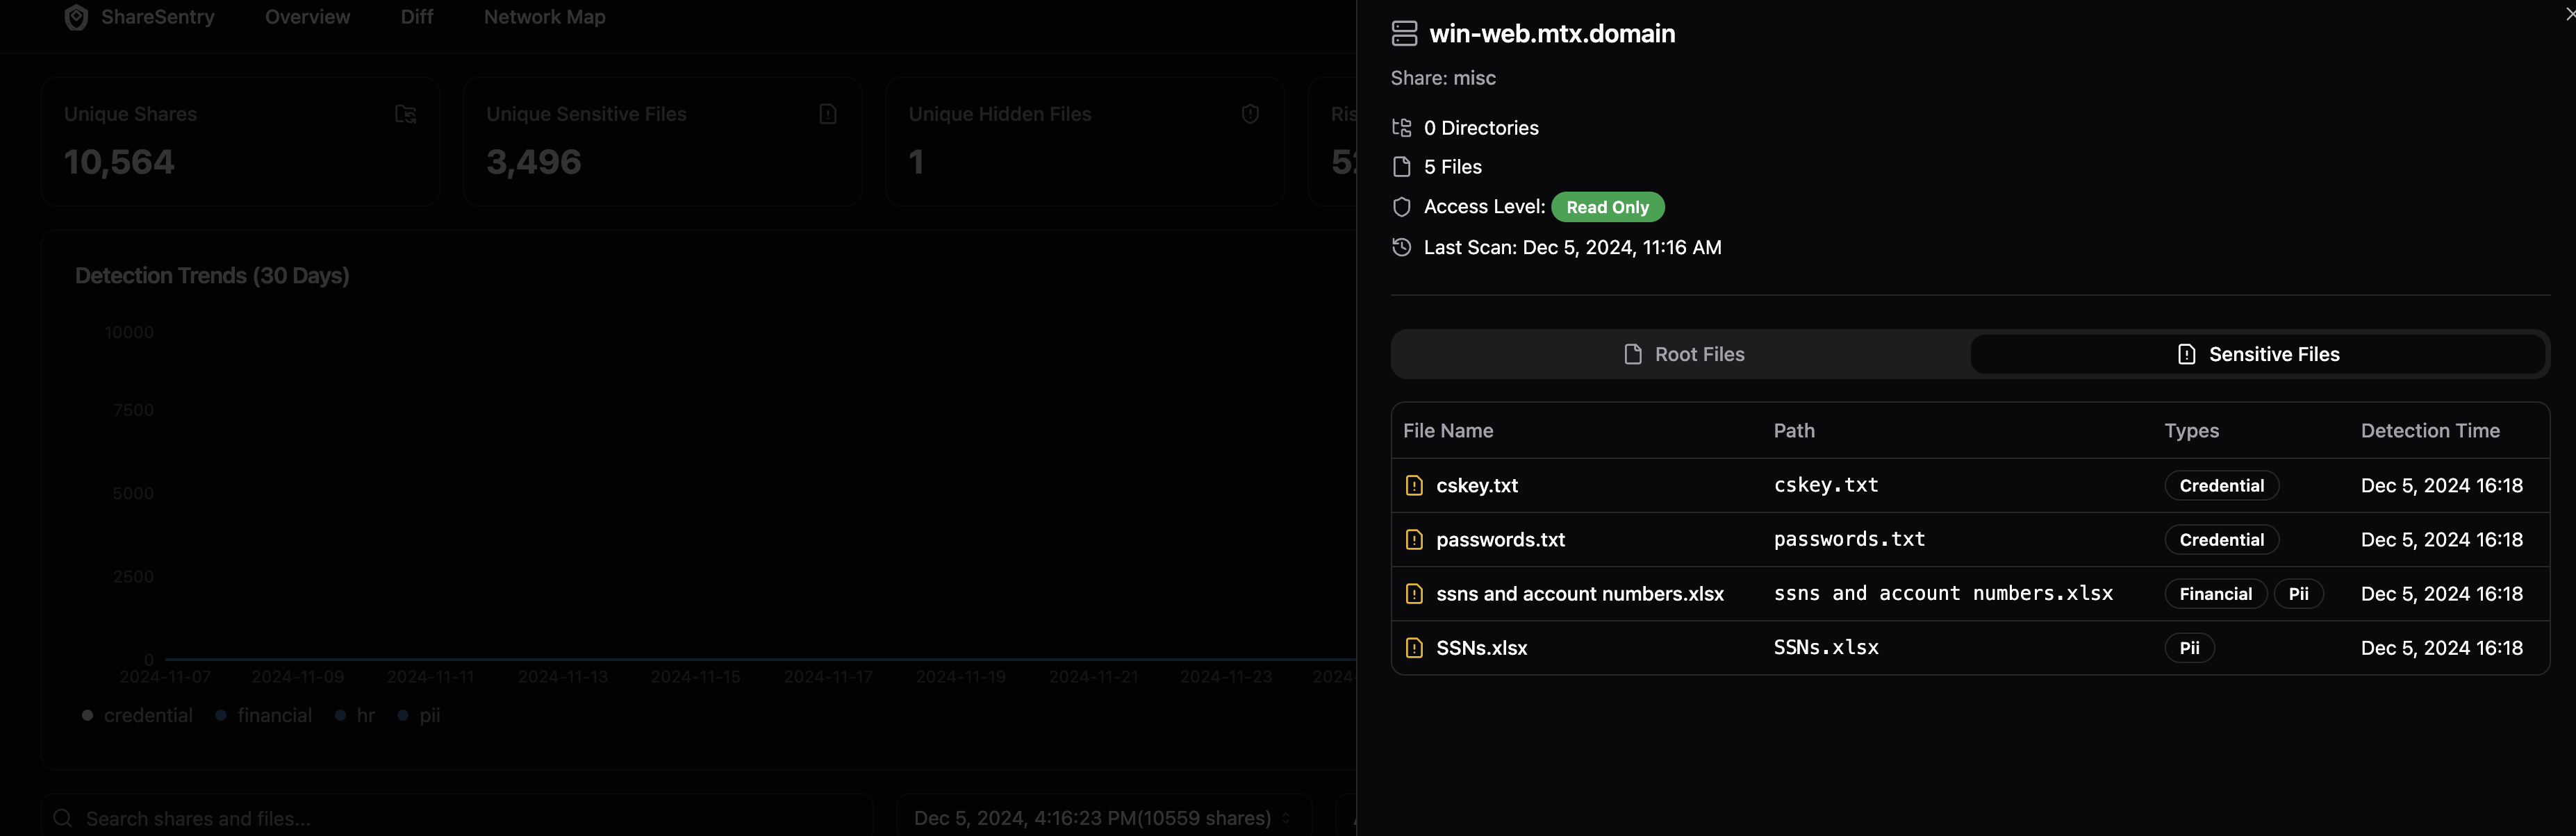 ShareSentry Overview Diff Network Map
Unique Shares
10,564
Unique Sensitive Files
3,496
Unique Hidden Files
1
Detection Trends (30 Days)
10000
7500
5000
2500
0
2024-11-07 2024-11-09 2024-11-11 2024-11-13 2024-11-15 2024-11-17 2024-11-19 2024-11-21 2024-11-23 2024-
credential financial hr pii
Search shares and files...
Dec 5, 2024, 4:16:23 PM(10559 shares)
win-web.mtx.domain
Share: misc
0 Directories
5 Files
Access Level: Read Only
Last Scan: Dec 5, 2024, 11:16 AM
Root Files Sensitive Files
File Name Path Types Detection Time
cskey.txt cskey.txt Credential Dec 5, 2024 16:18
passwords.txt passwords.txt Credential Dec 5, 2024 16:18
ssns and account numbers.xlsx ssns and account numbers.xlsx Financial Pii Dec 5, 2024 16:18
SSNs.xlsx SSNs.xlsx Pii Dec 5, 2024 16:18